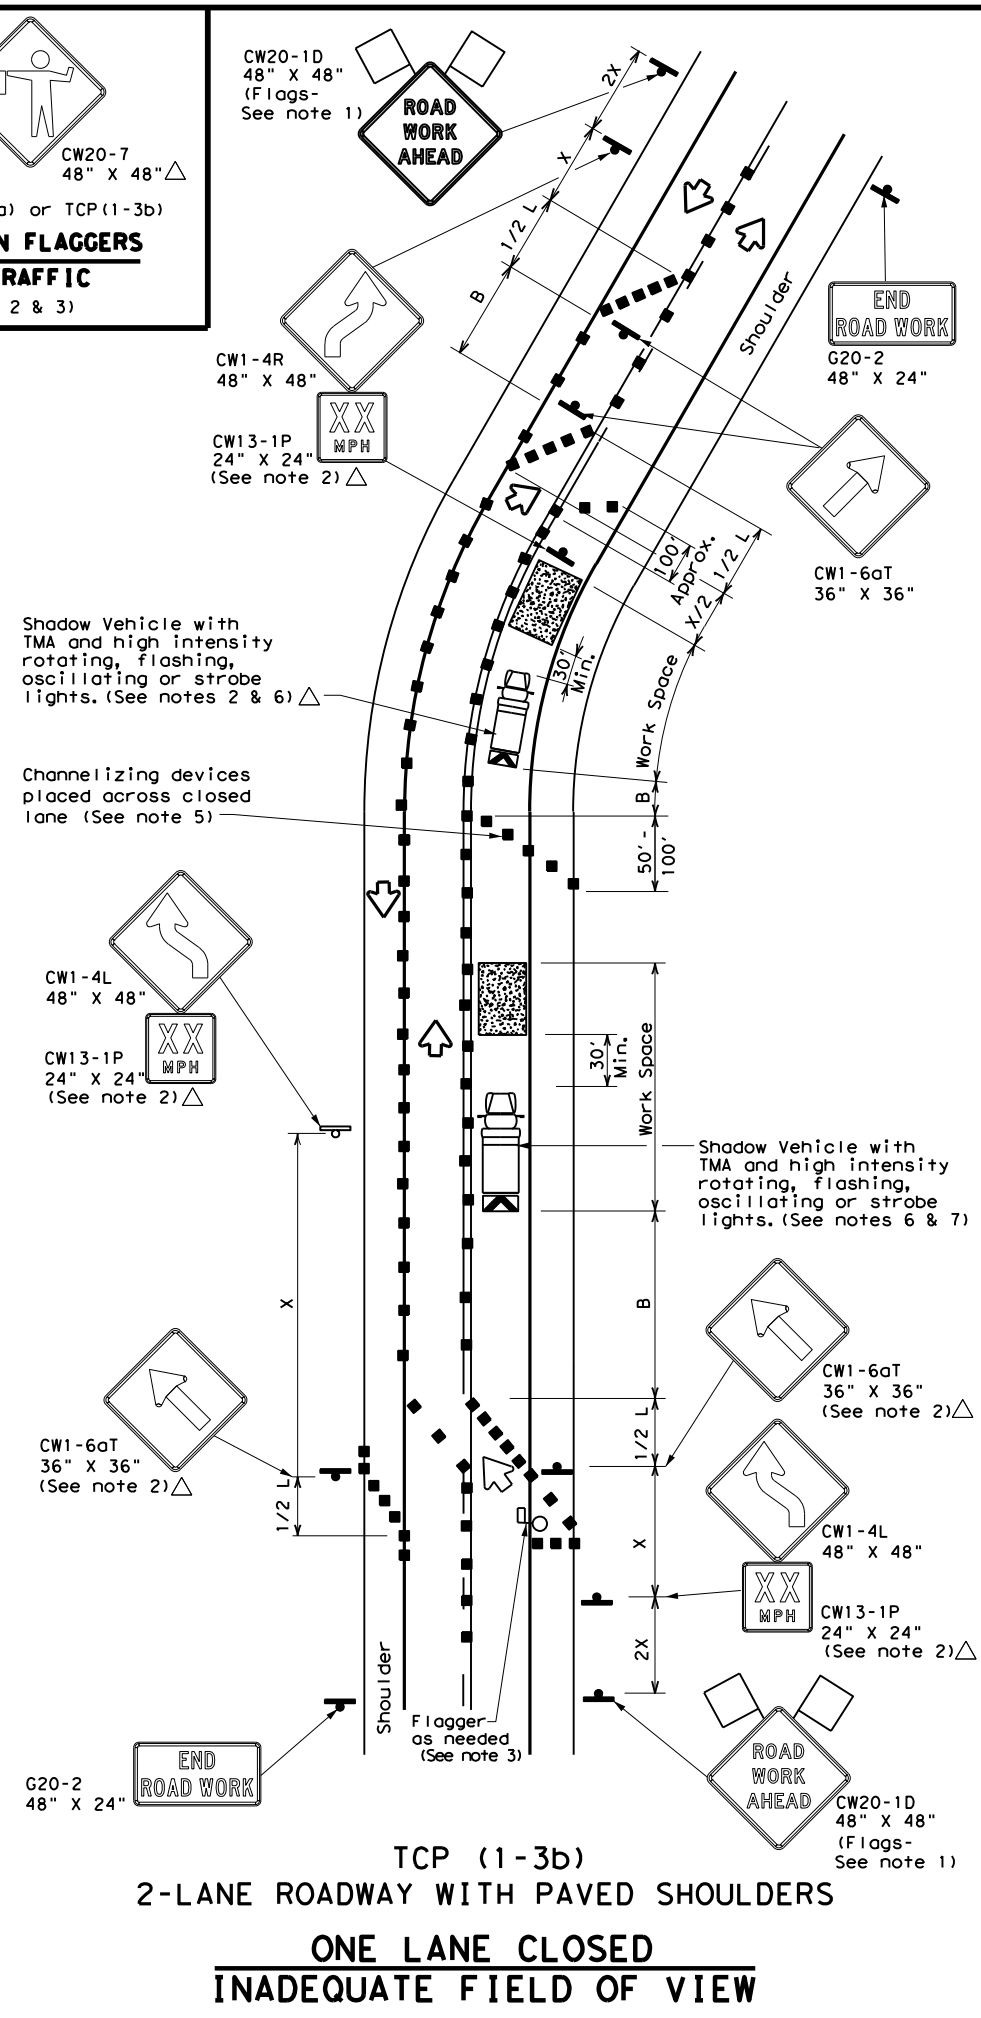 CW20-7
48" X 48"
a) or TCP(1-3b)
N FLAGGERS
RAFFIC
2 & 3)
CW20-1D
48" X 48"
(Flags-
See note 1)
ROAD
WORK
AHEAD
2X
X
1/2 L
B
CW1-4R
48" X 48"
XX
MPH
CW13-1P
24" X 24"
(See note 2)
Shoulder
END
ROAD WORK
G20-2
48" X 24"
CW1-6aT
36" X 36"
100'
Approx.
1/2 L
X/2
30'
Min.
Work Space
B
50' -
100'
Shadow Vehicle with
TMA and high intensity
rotating, flashing,
oscillating or strobe
lights. (See notes 2 & 6)
Channelizing devices
placed across closed
lane (See note 5)
CW1-4L
48" X 48"
XX
MPH
CW13-1P
24" X 24"
(See note 2)
30'
Min.
Work Space
Shadow Vehicle with
TMA and high intensity
rotating, flashing,
oscillating or strobe
lights. (See notes 6 & 7)
X
B
CW1-6aT
36" X 36"
(See note 2)
1/2 L
CW1-6aT
36" X 36"
(See note 2)
1/2 L
X
CW1-4L
48" X 48"
XX
MPH
CW13-1P
24" X 24"
(See note 2)
2X
Shoulder
Flagger
as needed
(See note 3)
END
ROAD WORK
G20-2
48" X 24"
ROAD
WORK
AHEAD
CW20-1D
48" X 48"
(Flags-
See note 1)
TCP (1-3b)
2-LANE ROADWAY WITH PAVED SHOULDERS
ONE LANE CLOSED
INADEQUATE FIELD OF VIEW